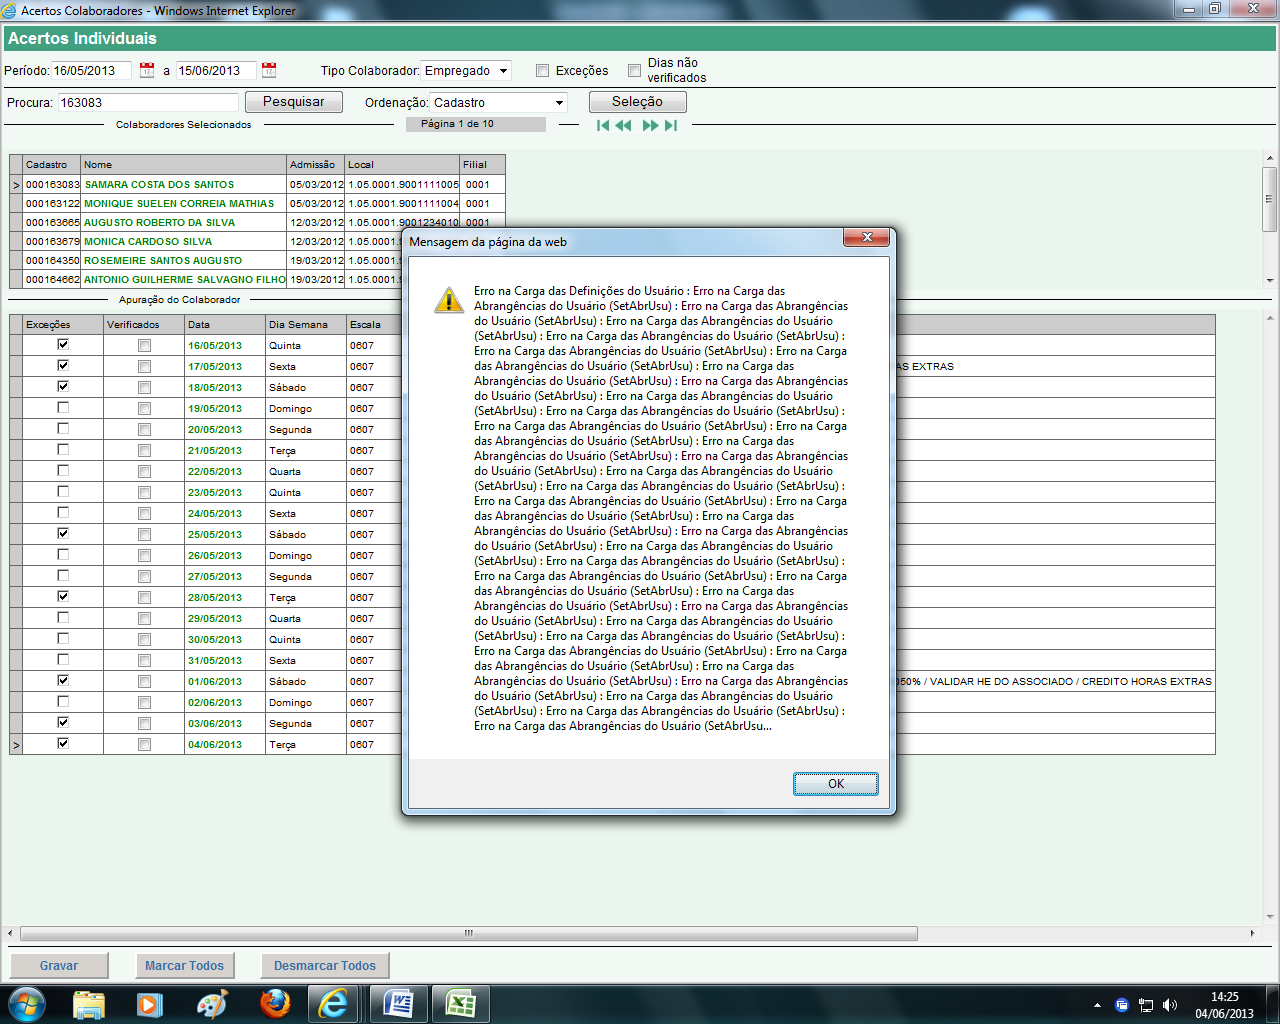 Acertos Colaboradores - Windows Internet Explorer
Acertos Individuais
Período: 16/05/2013 a 15/06/2013 Tipo Colaborador: Empregado Exceções Dias não verificados
Procura: 163083 Pesquisar Ordenação: Cadastro Seleção
Colaboradores Selecionados Página 1 de 10
Cadastro Nome Admissão Local Filial
> 000163083 SAMARA COSTA DOS SANTOS 05/03/2012 1.05.0001.9001111005 0001
000163122 MONIQUE SUELEN CORREIA MATHIAS 05/03/2012 1.05.0001.9001111004 0001
000163665 AUGUSTO ROBERTO DA SILVA 12/03/2012 1.05.0001.9001234010 0001
000163679 MONICA CARDOSO SILVA 12/03/2012 1.05.0001.
000164350 ROSEMEIRE SANTOS AUGUSTO 19/03/2012 1.05.0001.
000164662 ANTONIO GUILHERME SALVAGNO FILHO 19/03/2012 1.05.0001.
Apuração do Colaborador
Exceções Verificados Data Dia Semana Escala
16/05/2013 Quinta 0607
17/05/2013 Sexta 0607 AS EXTRAS
18/05/2013 Sábado 0607
19/05/2013 Domingo 0607
20/05/2013 Segunda 0607
21/05/2013 Terça 0607
22/05/2013 Quarta 0607
23/05/2013 Quinta 0607
24/05/2013 Sexta 0607
25/05/2013 Sábado 0607
26/05/2013 Domingo 0607
27/05/2013 Segunda 0607
28/05/2013 Terça 0607
29/05/2013 Quarta 0607
30/05/2013 Quinta 0607
31/05/2013 Sexta 0607
01/06/2013 Sábado 0607 050% / VALIDAR HE DO ASSOCIADO / CREDITO HORAS EXTRAS
02/06/2013 Domingo 0607
03/06/2013 Segunda 0607
> 04/06/2013 Terça 0607
Mensagem da página da web
Erro na Carga das Definições do Usuário : Erro na Carga das
Abrangências do Usuário (SetAbrUsu) : Erro na Carga das Abrangências
do Usuário (SetAbrUsu) : Erro na Carga das Abrangências do Usuário
(SetAbrUsu) : Erro na Carga das Abrangências do Usuário (SetAbrUsu) :
Erro na Carga das Abrangências do Usuário (SetAbrUsu) : Erro na Carga
das Abrangências do Usuário (SetAbrUsu) : Erro na Carga das
Abrangências do Usuário (SetAbrUsu) : Erro na Carga das Abrangências
do Usuário (SetAbrUsu) : Erro na Carga das Abrangências do Usuário
(SetAbrUsu) : Erro na Carga das Abrangências do Usuário (SetAbrUsu) :
Erro na Carga das Abrangências do Usuário (SetAbrUsu) : Erro na Carga
das Abrangências do Usuário (SetAbrUsu) : Erro na Carga das
Abrangências do Usuário (SetAbrUsu) : Erro na Carga das Abrangências
do Usuário (SetAbrUsu) : Erro na Carga das Abrangências do Usuário
(SetAbrUsu) : Erro na Carga das Abrangências do Usuário (SetAbrUsu) :
Erro na Carga das Abrangências do Usuário (SetAbrUsu) : Erro na Carga
das Abrangências do Usuário (SetAbrUsu) : Erro na Carga das
Abrangências do Usuário (SetAbrUsu) : Erro na Carga das Abrangências
do Usuário (SetAbrUsu) : Erro na Carga das Abrangências do Usuário
(SetAbrUsu) : Erro na Carga das Abrangências do Usuário (SetAbrUsu) :
Erro na Carga das Abrangências do Usuário (SetAbrUsu) : Erro na Carga
das Abrangências do Usuário (SetAbrUsu) : Erro na Carga das
Abrangências do Usuário (SetAbrUsu) : Erro na Carga das Abrangências
do Usuário (SetAbrUsu) : Erro na Carga das Abrangências do Usuário
(SetAbrUsu) : Erro na Carga das Abrangências do Usuário (SetAbrUsu) :
Erro na Carga das Abrangências do Usuário (SetAbrUsu) : Erro na Carga
das Abrangências do Usuário (SetAbrUsu) : Erro na Carga das
Abrangências do Usuário (SetAbrUsu) : Erro na Carga das Abrangências
do Usuário (SetAbrUsu) : Erro na Carga das Abrangências do Usuário
(SetAbrUsu) : Erro na Carga das Abrangências do Usuário (SetAbrUsu) :
Erro na Carga das Abrangências do Usuário (SetAbrUsu...
OK
Gravar Marcar Todos Desmarcar Todos
14:25
04/06/2013